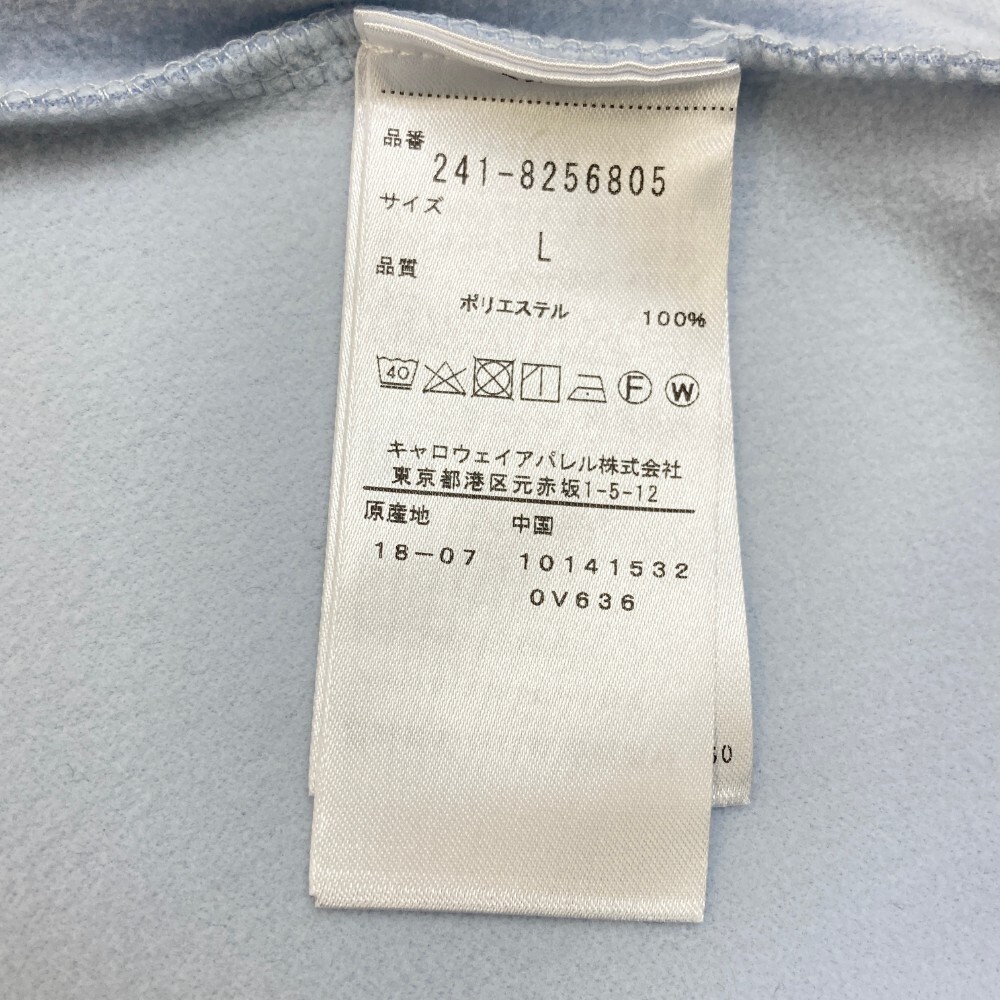 品番
241-8256805
サイズ
L
品質
ポリエステル 100%
40
F W
キャロウェイアパレル株式会社
東京都港区元赤坂1-5-12
原産地 中国
18-07 10141532
0V636